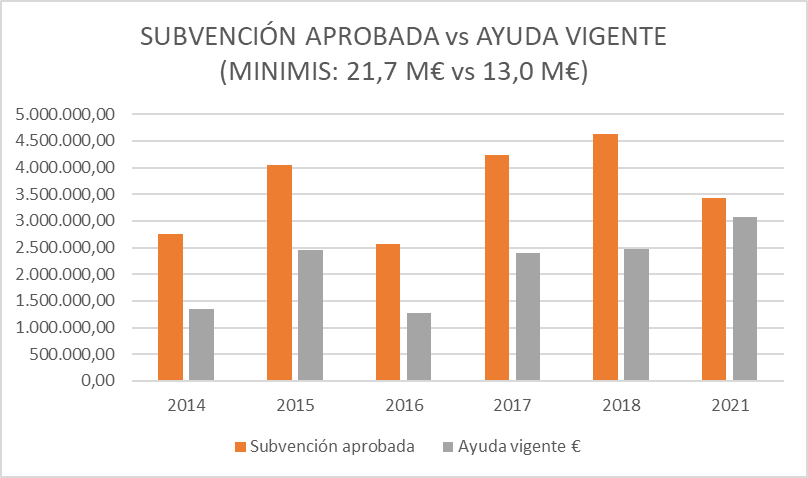 SUBVENCIÓN APROBADA vs AYUDA VIGENTE
(MINIMIS: 21,7 M€ vs 13,0 M€)
5.000.000,00
4.500.000,00
4.000.000,00
3.500.000,00
3.000.000,00
2.500.000,00
2.000.000,00
1.500.000,00
1.000.000,00
500.000,00
0,00
2014 2015 2016 2017 2018 2021
Subvención aprobada Ayuda vigente €